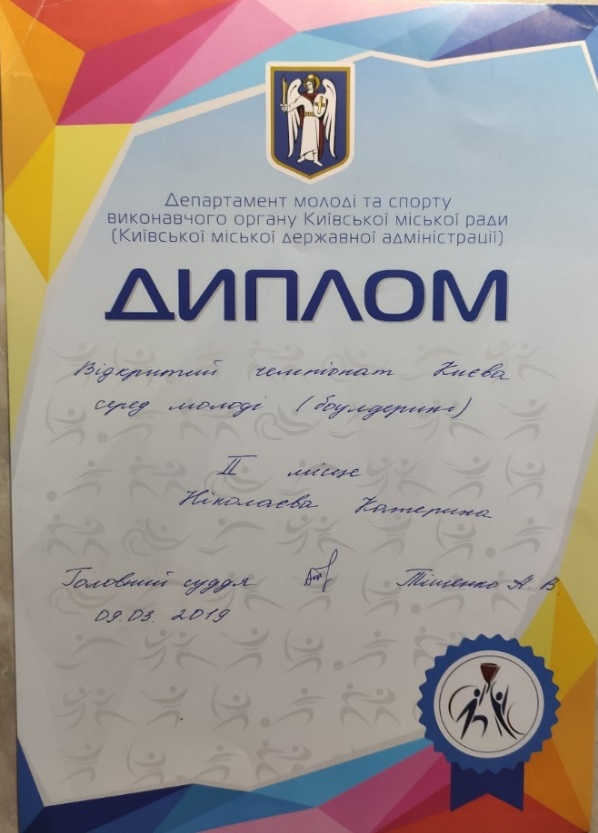 Департамент молоді та спорту
виконавчого органу Київської міської ради
(Київської міської державної адміністрації)
ДИПЛОМ
Відкритий чемпіонат Києва
серед молоді (боулдеринг)
II місце
Ніколаєва Катерина
Головний суддя Тіщенко А. В
09.03. 2019